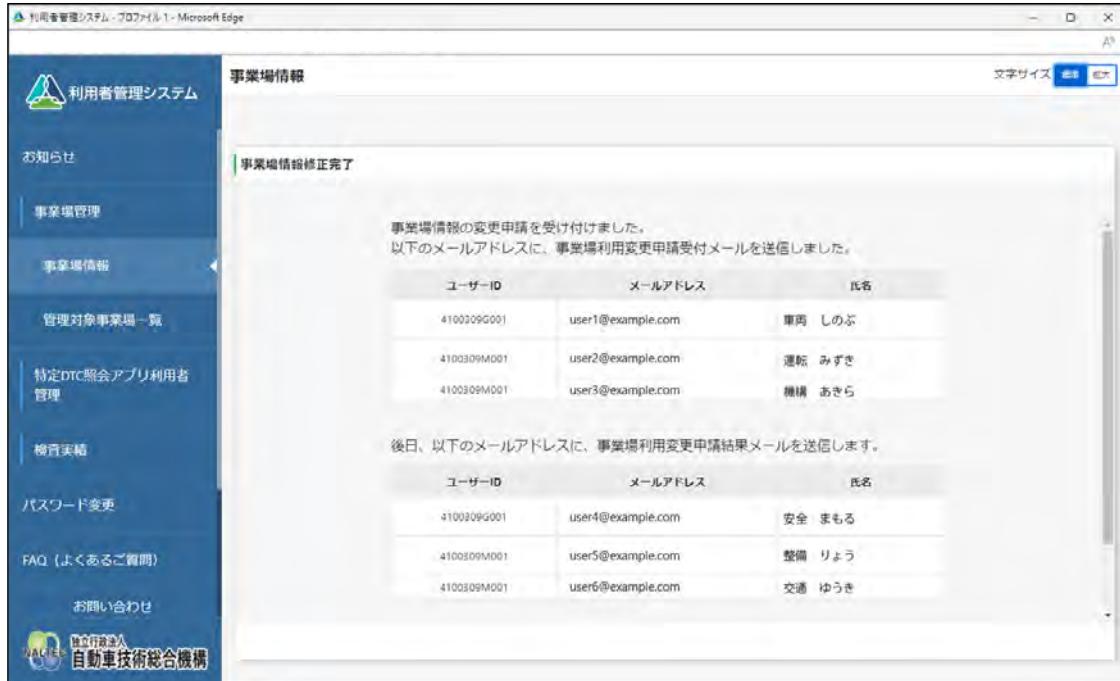 利用者管理システム - プロファイル 1 - Microsoft Edge
利用者管理システム
お知らせ
事業場管理
事業場情報
管理対象事業場一覧
特定DTC照会アプリ利用者
管理
検査実績
パスワード変更
FAQ（よくあるご質問）
お問い合わせ
NALTEC
独立行政法人
自動車技術総合機構
事業場情報
文字サイズ 標準 拡大
事業場情報修正完了
事業場情報の変更申請を受け付けました。
以下のメールアドレスに、事業場利用変更申請受付メールを送信しました。
ユーザーID メールアドレス 氏名
4100309G001 user1@example.com 車両 しのぶ
4100309M001 user2@example.com 運転 みずき
4100309M001 user3@example.com 機構 あきら
後日、以下のメールアドレスに、事業場利用変更申請結果メールを送信します。
ユーザーID メールアドレス 氏名
4100309G001 user4@example.com 安全 まもる
4100309M001 user5@example.com 整備 りょう
4100309M001 user6@example.com 交通 ゆうき